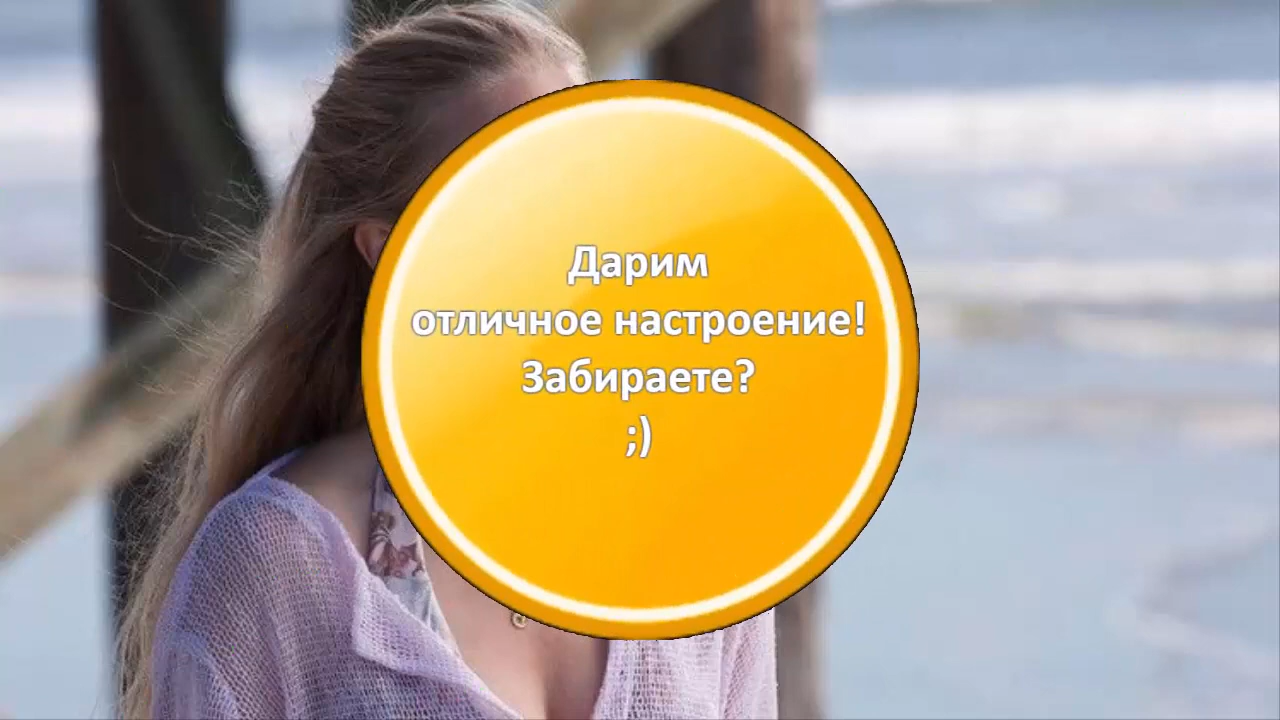 Дарим
отличное настроение!
Забираете?
;)